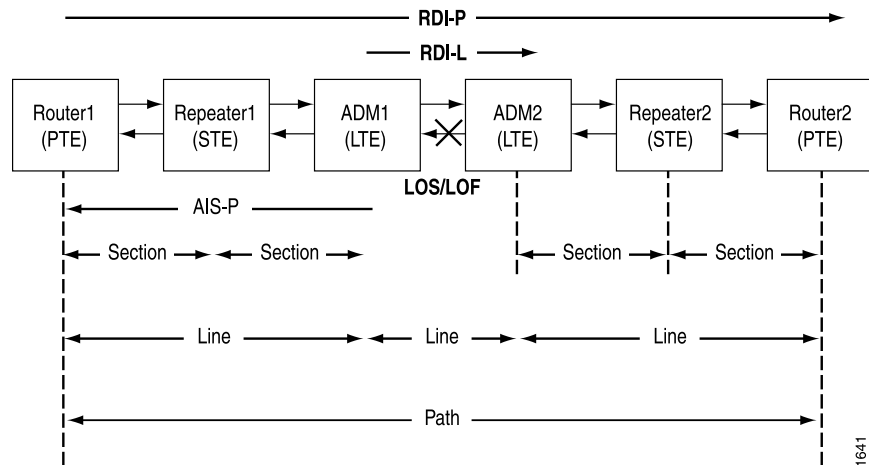 RDI-P
RDI-L
Router1
(PTE)
Repeater1
(STE)
ADM1
(LTE)
ADM2
(LTE)
Repeater2
(STE)
Router2
(PTE)
LOS/LOF
AIS-P
Section
Section
Section
Section
Line
Line
Line
Path
1641